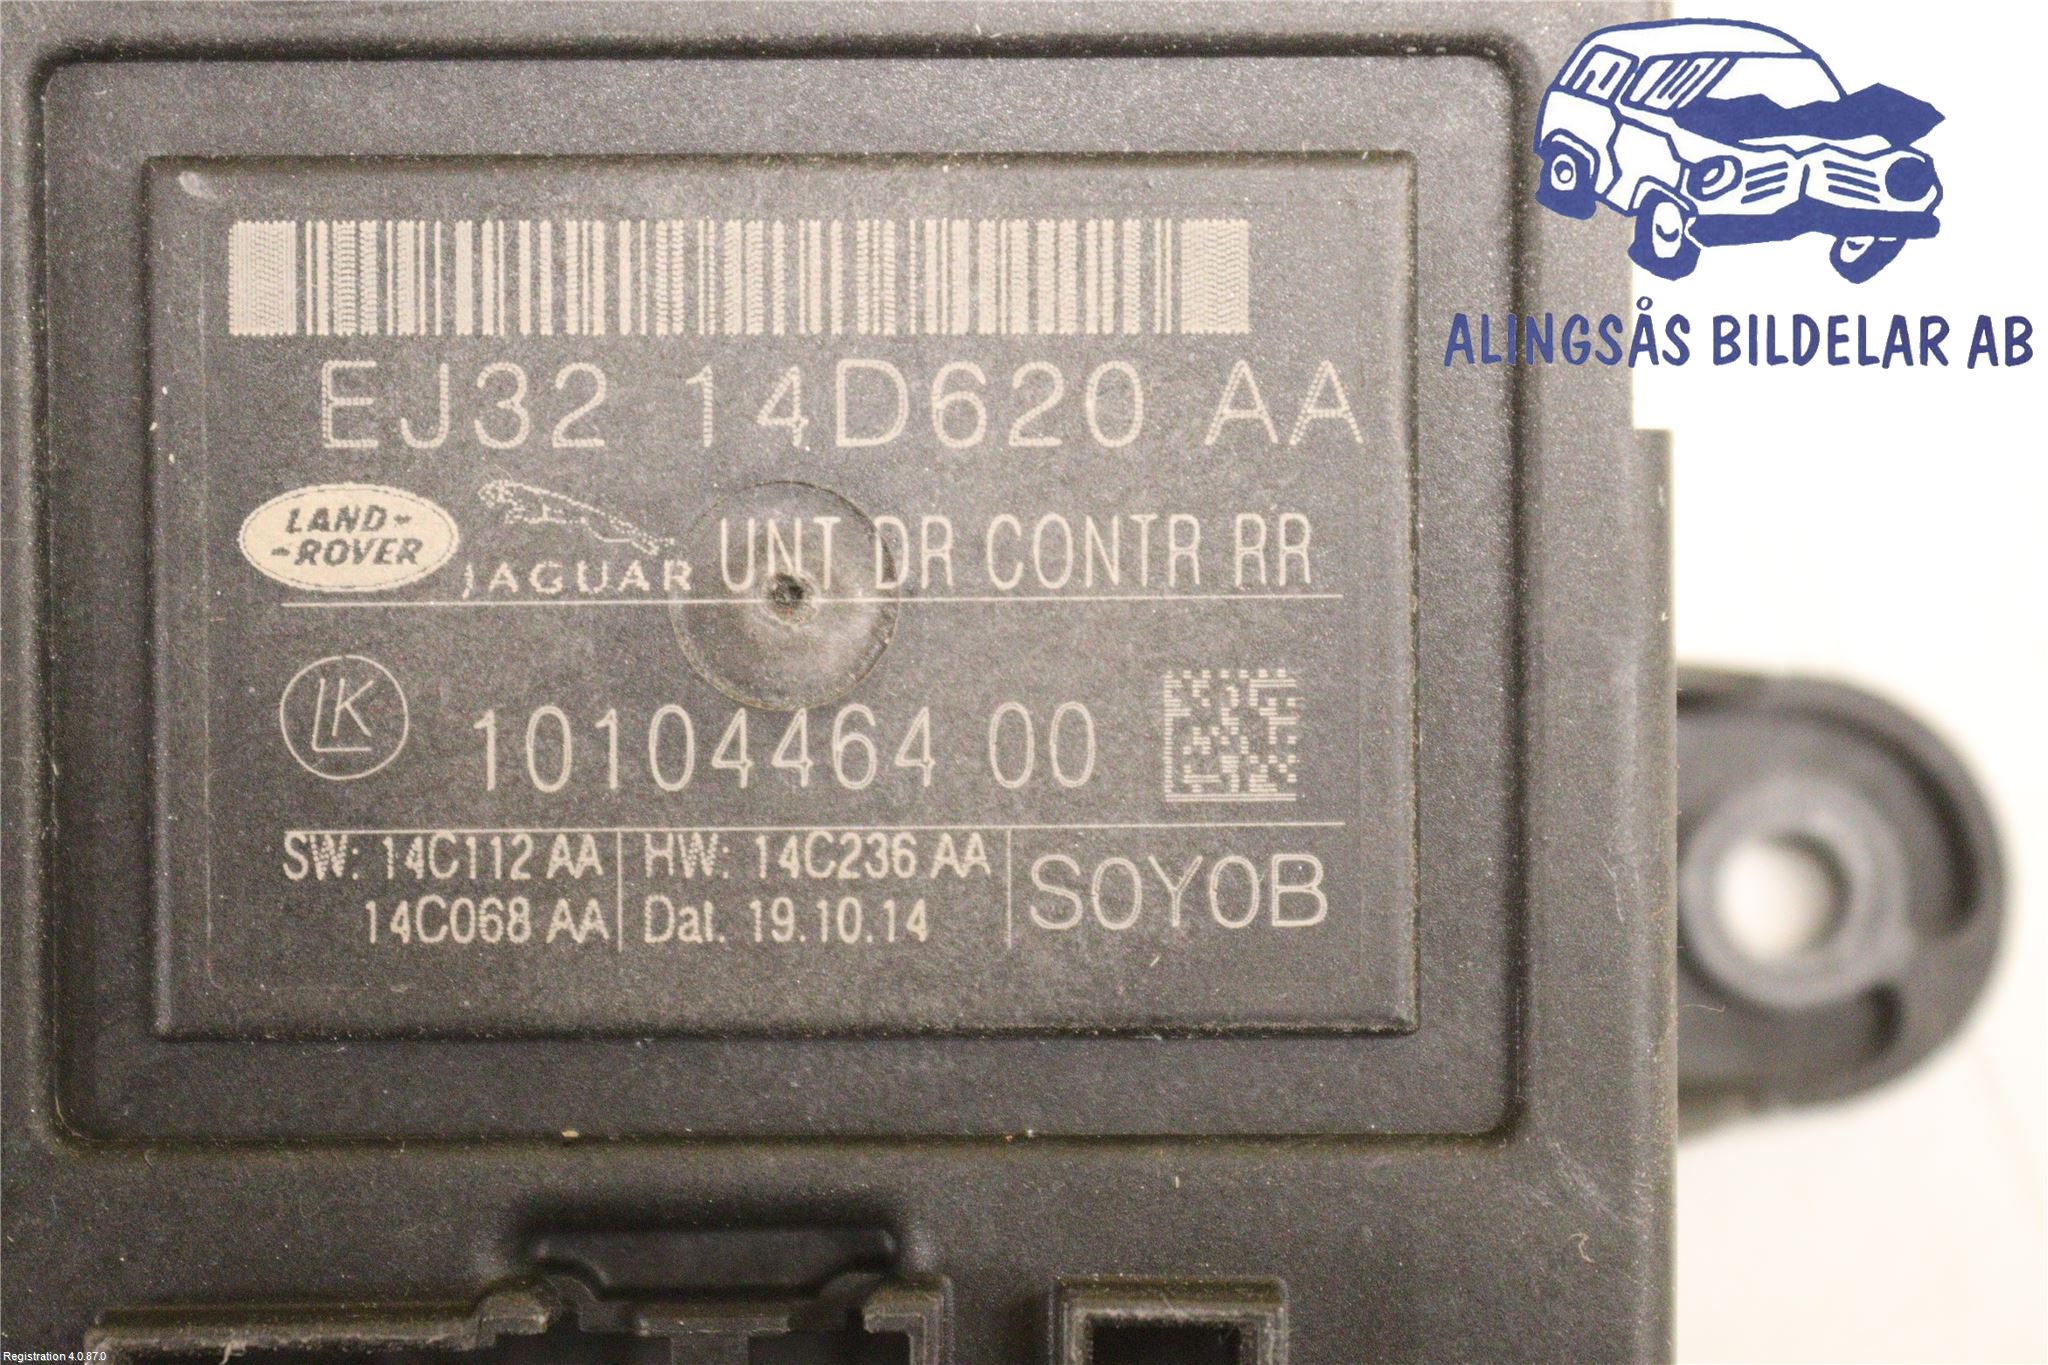 ALINGSÅS BILDELAR AB
EJ32 14D620 AA
LAND-
-ROVER
JAGUAR UNT DR CONTR RR
LK
10104464 00
SW: 14C112 AA HW: 14C236 AA
14C068 AA Dat. 19.10.14
S0Y0B
Registration 4.0.87.0